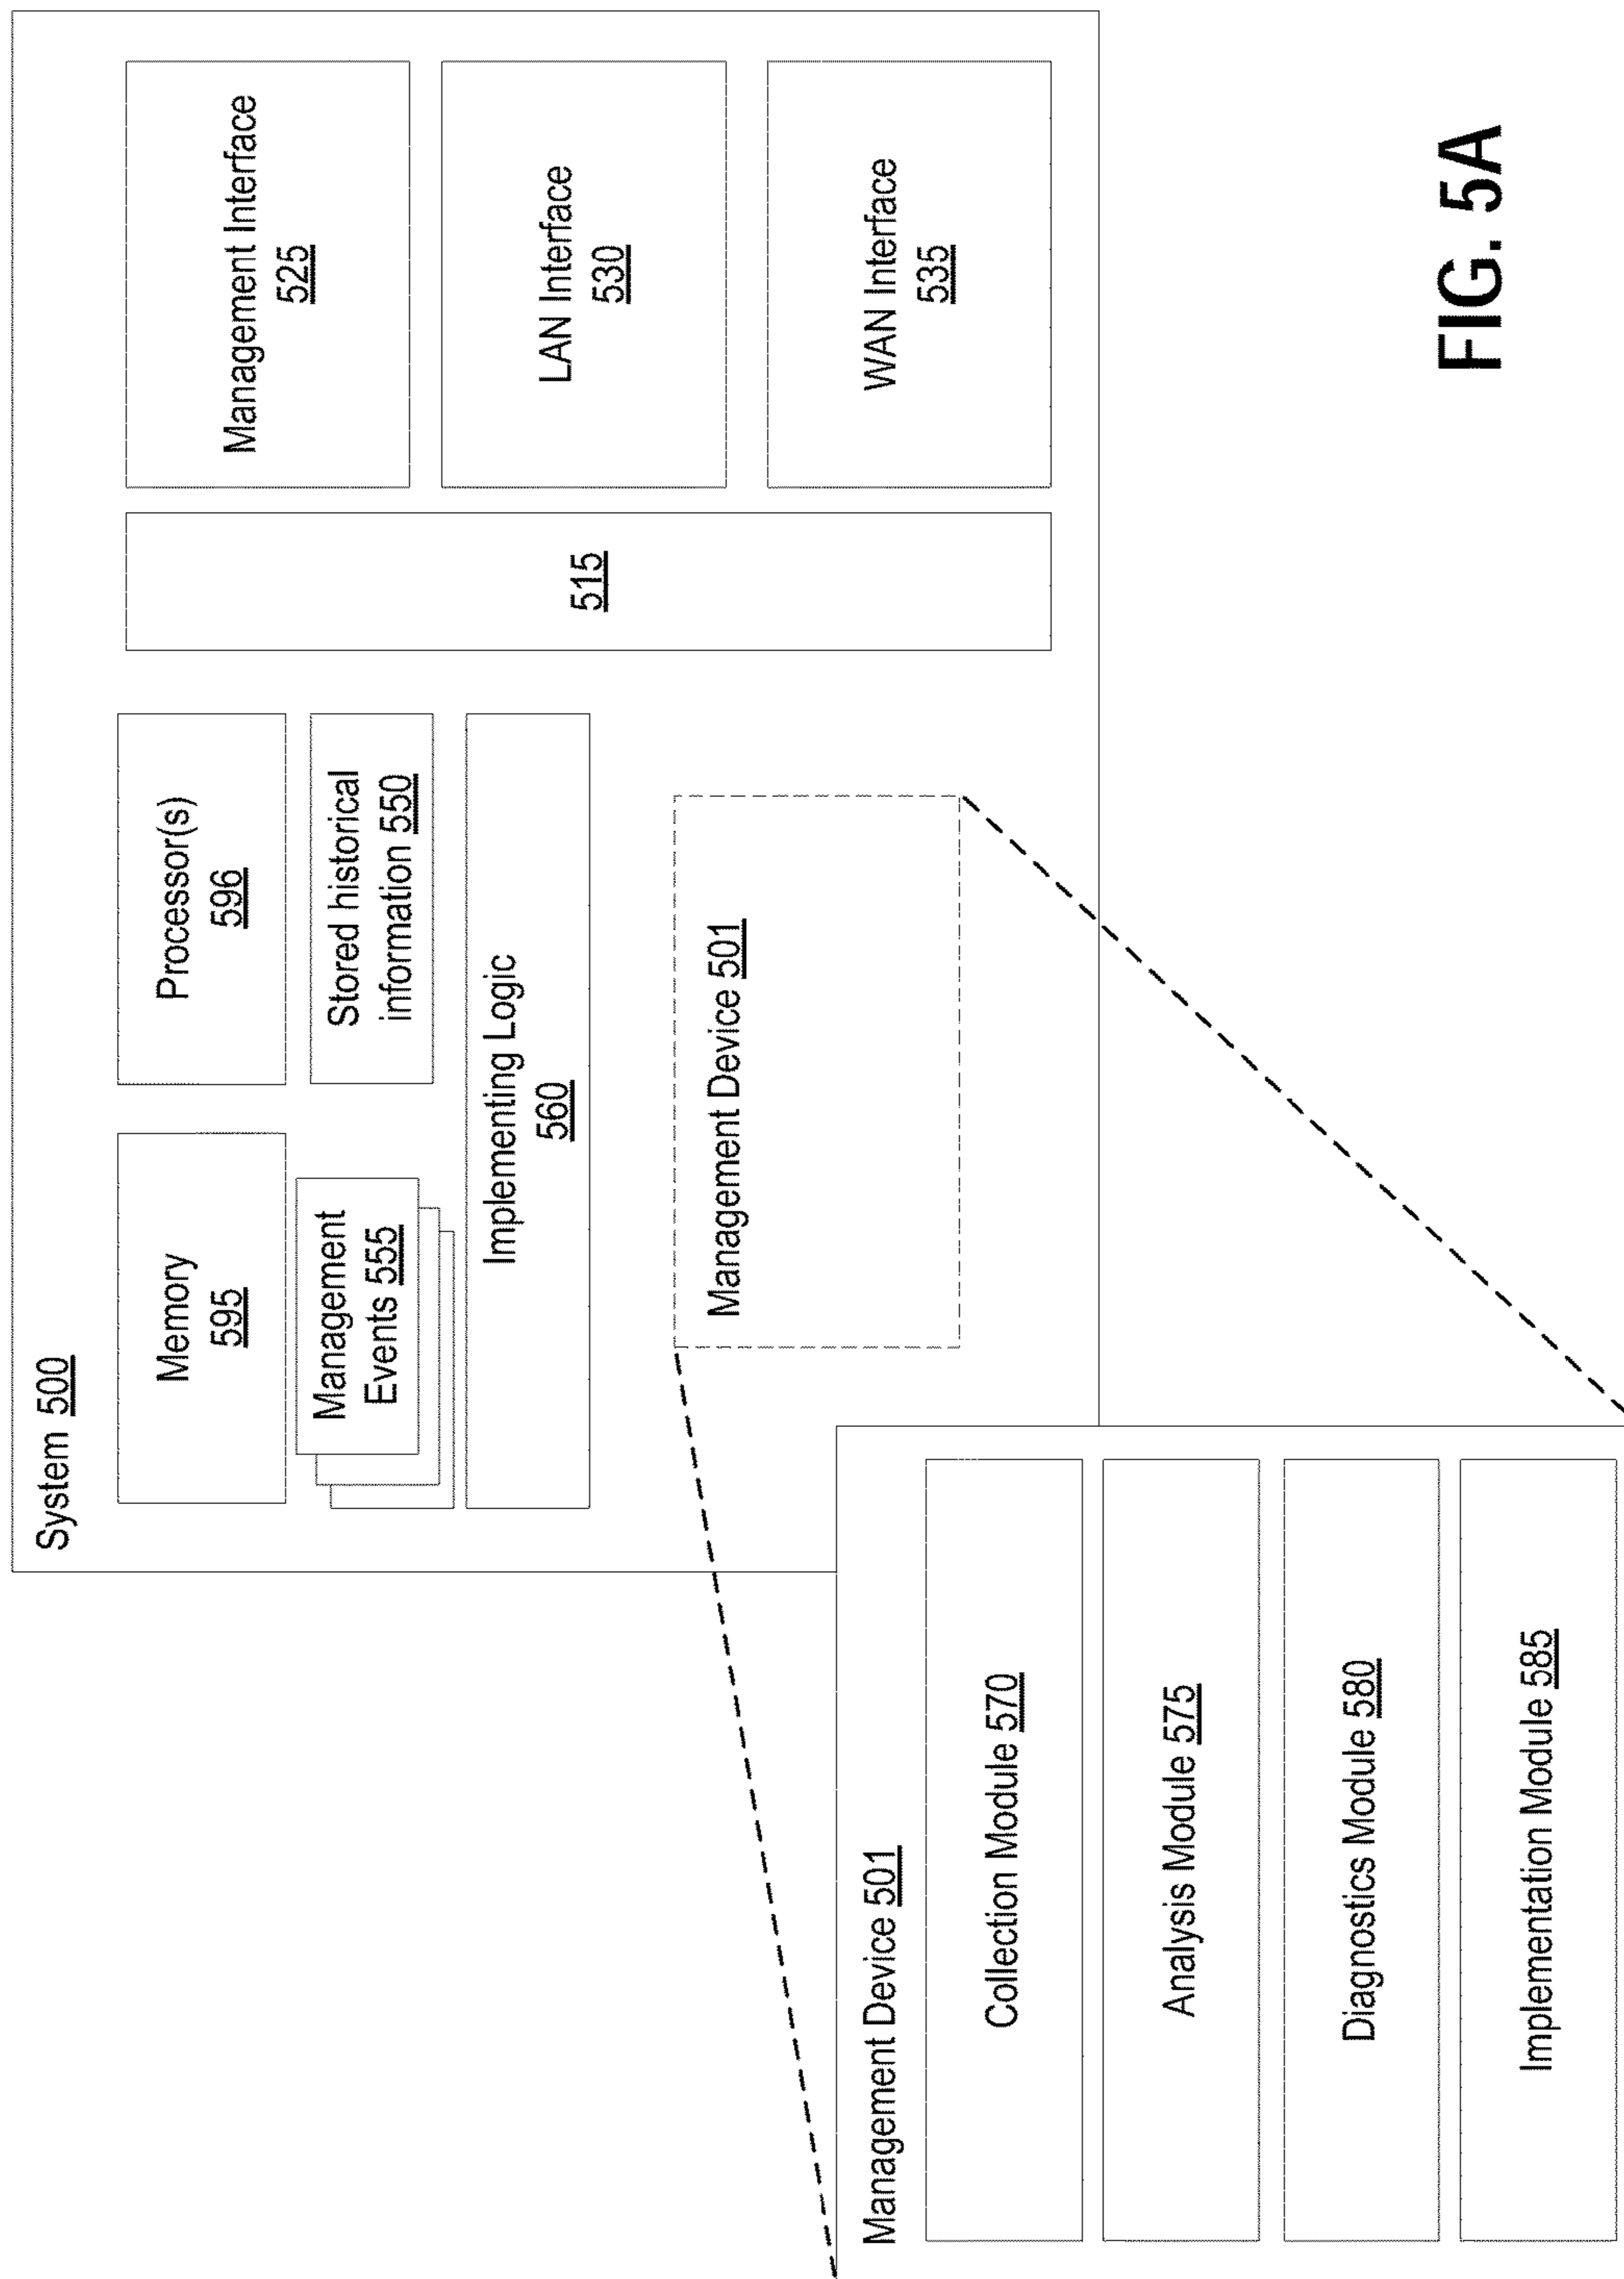 System 500
Memory
595
Processor(s)
596
Management
Events 555
Stored historical
information 550
Implementing Logic
560
Management Device 501
515
Management Interface
525
LAN Interface
530
WAN Interface
535
Management Device 501
Collection Module 570
Analysis Module 575
Diagnostics Module 580
Implementation Module 585
FIG. 5A